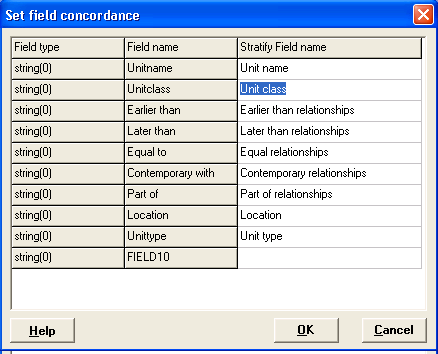 Set field concordance
Field type Field name Stratify Field name
string(0) Unitname Unit name
string(0) Unitclass Unit class
string(0) Earlier than Earlier than relationships
string(0) Later than Later than relationships
string(0) Equal to Equal relationships
string(0) Contemporary with Contemporary relationships
string(0) Part of Part of relationships
string(0) Location Location
string(0) Unittype Unit type
string(0) FIELD10
Help OK Cancel